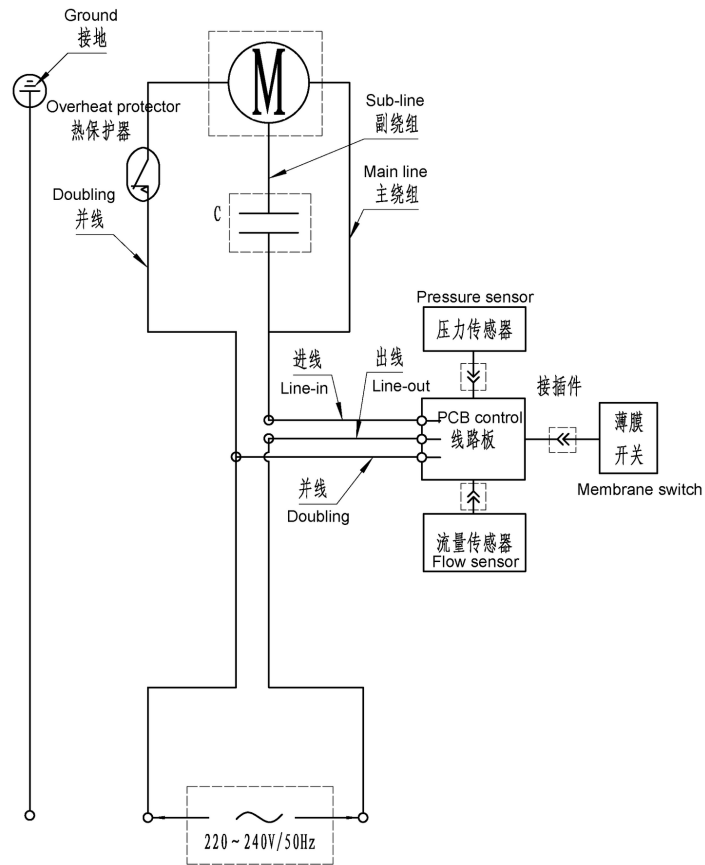 Ground
接地
M
Overheat protector
热保护器
Sub-line
副绕组
Doubling
并线
Main line
主绕组
C
Pressure sensor
压力传感器
进线
Line-in
出线
Line-out
接插件
PCB control
线路板
薄膜
开关
Membrane switch
并线
Doubling
流量传感器
Flow sensor
220~240V/50Hz